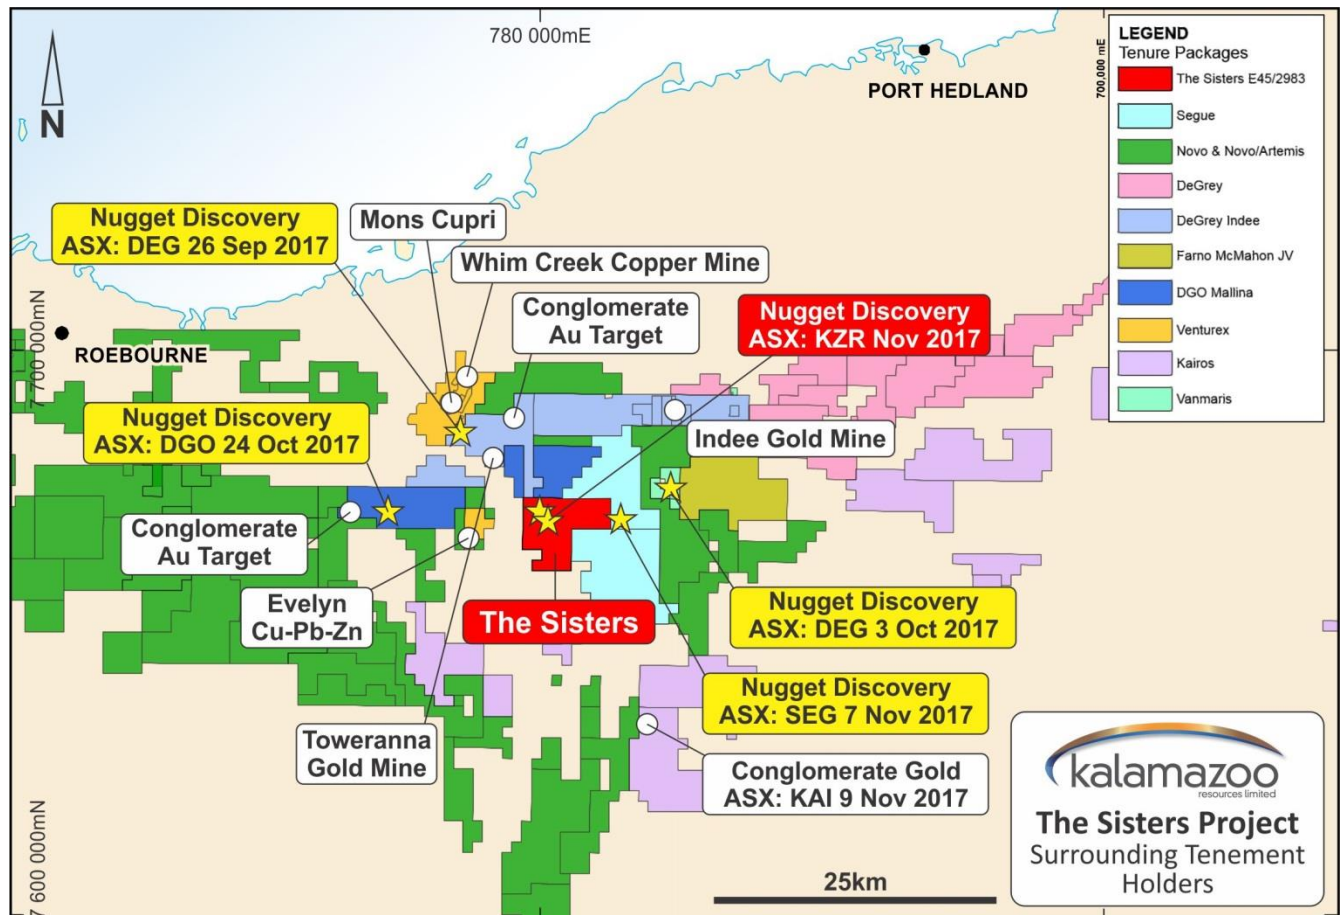 780 000mE
700,000 mE
N
PORT HEDLAND
LEGEND
Tenure Packages
The Sisters E45/2983
Segue
Novo & Novo/Artemis
DeGrey
DeGrey Indee
Farno McMahon JV
DGO Mallina
Venturex
Kairos
Vanmaris
Nugget Discovery
ASX: DEG 26 Sep 2017
Mons Cupri
Whim Creek Copper Mine
Conglomerate
Au Target
Nugget Discovery
ASX: KZR Nov 2017
ROEBOURNE
7 700 000mN
Nugget Discovery
ASX: DGO 24 Oct 2017
Indee Gold Mine
Conglomerate
Au Target
Evelyn
Cu-Pb-Zn
The Sisters
Nugget Discovery
ASX: DEG 3 Oct 2017
Nugget Discovery
ASX: SEG 7 Nov 2017
Toweranna
Gold Mine
Conglomerate Gold
ASX: KAI 9 Nov 2017
7 600 000mN
25km
kalamazoo
resources limited
The Sisters Project
Surrounding Tenement
Holders